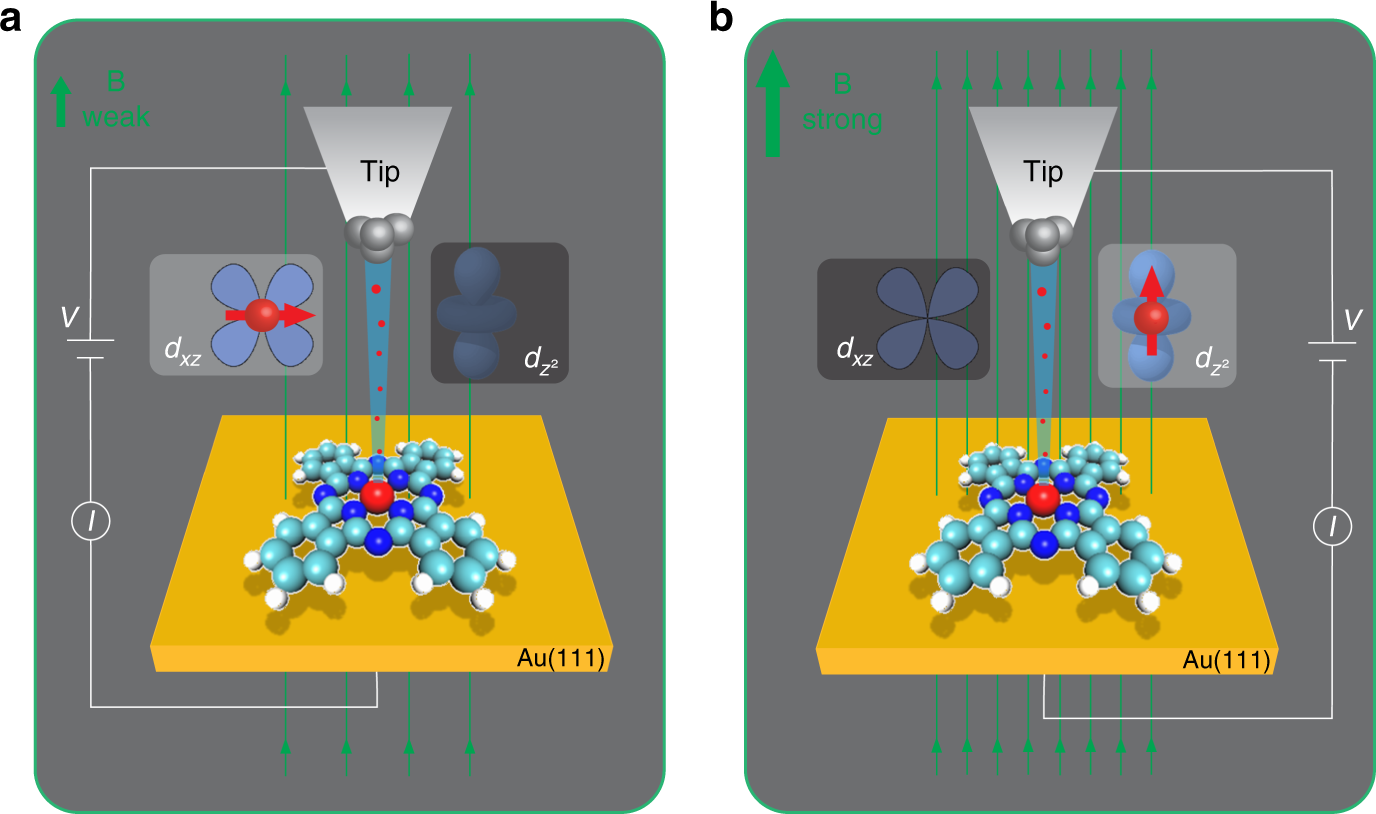 a
B
weak
Tip
V
d_xz
d_z²
I
Au(111)
b
B
strong
Tip
d_xz
d_z²
V
I
Au(111)